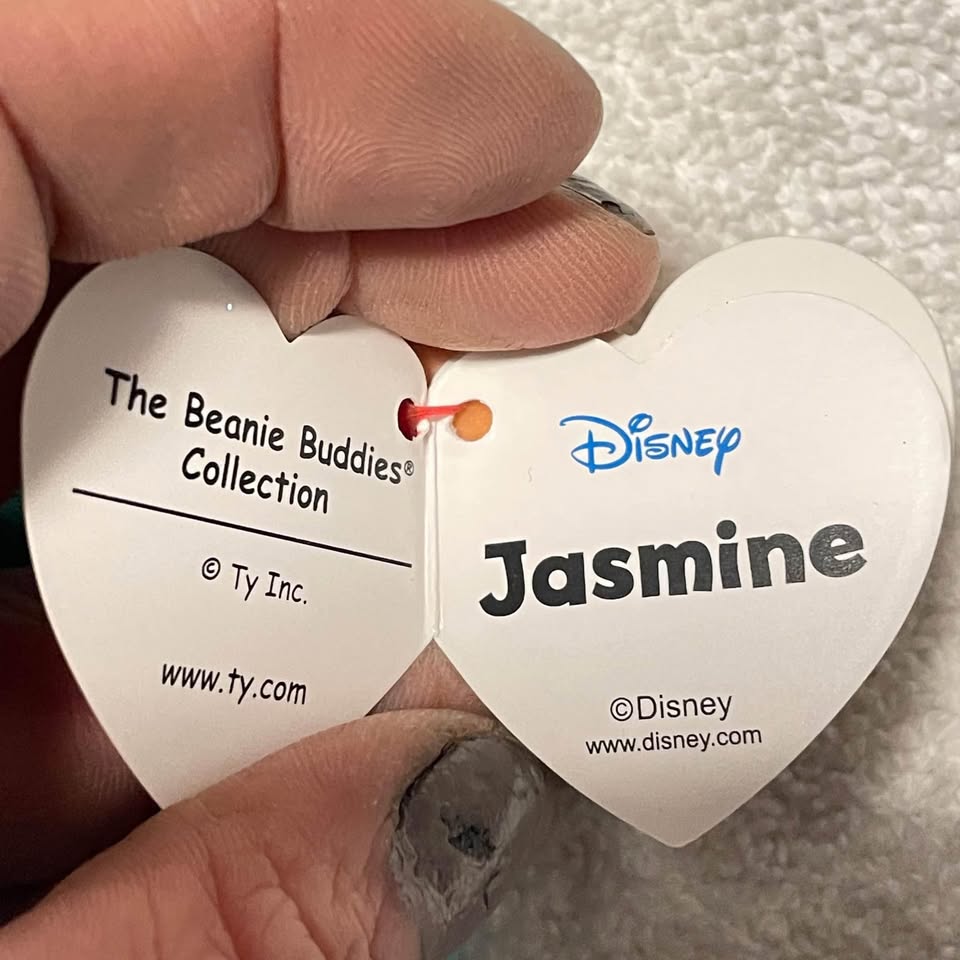 The Beanie Buddies®
Collection
© Ty Inc.
www.ty.com
Disney
Jasmine
©Disney
www.disney.com